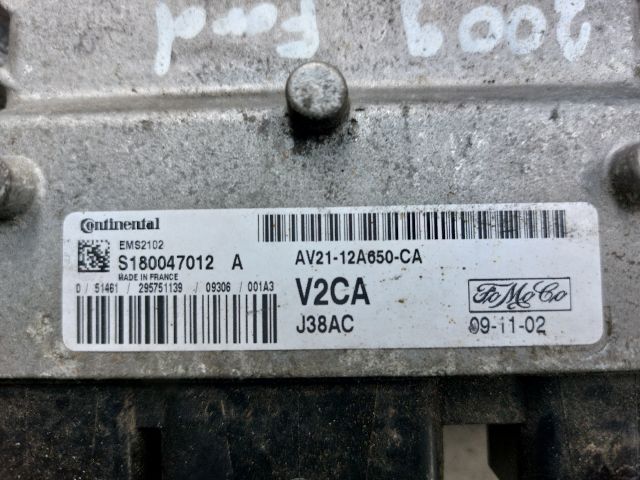 2009 Ford
Continental
EMS2102
S180047012 A
MADE IN FRANCE
0 / 51461 / 295751139 / 09306 / 001A3
AV21-12A650-CA
V2CA
J38AC
FoMoCo
09-11-02